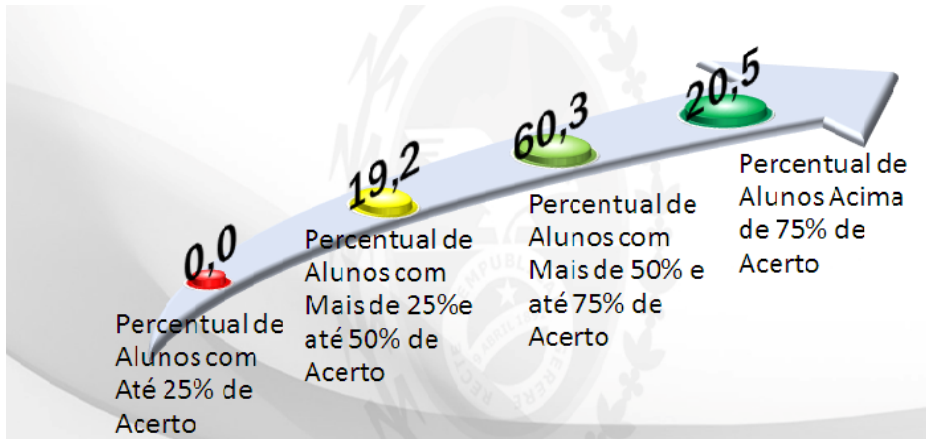 0,0
Percentual de
Alunos com
Até 25% de
Acerto
19,2
Percentual de
Alunos com
Mais de 25%e
até 50% de
Acerto
60,3
Percentual de
Alunos com
Mais de 50% e
até 75% de
Acerto
20,5
Percentual de
Alunos Acima
de 75% de
Acerto